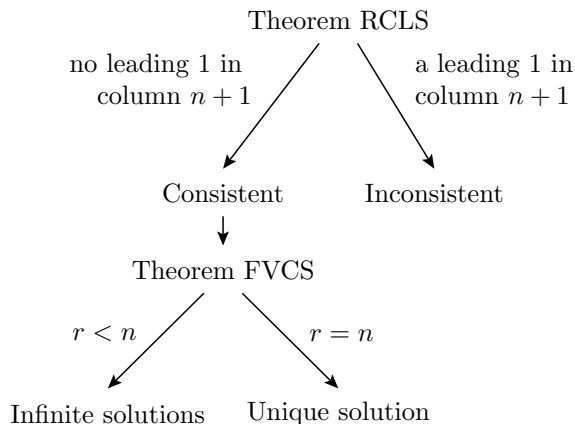 Theorem RCLS
no leading 1 in
column n + 1
a leading 1 in
column n + 1
Consistent
Inconsistent
Theorem FVCS
r < n
r = n
Infinite solutions
Unique solution